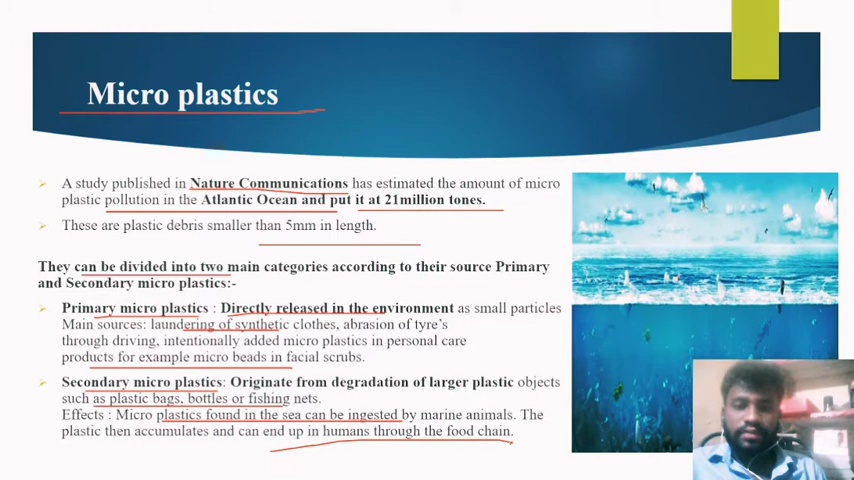 Micro plastics
A study published in Nature Communications has estimated the amount of micro
plastic pollution in the Atlantic Ocean and put it at 21million tones.
These are plastic debris smaller than 5mm in length.
They can be divided into two main categories according to their source Primary
and Secondary micro plastics:-
Primary micro plastics : Directly released in the environment as small particles
Main sources: laundering of synthetic clothes, abrasion of tyre's
through driving, intentionally added micro plastics in personal care
products for example micro beads in facial scrubs.
Secondary micro plastics: Originate from degradation of larger plastic objects
such as plastic bags, bottles or fishing nets.
Effects : Micro plastics found in the sea can be ingested by marine animals. The
plastic then accumulates and can end up in humans through the food chain.